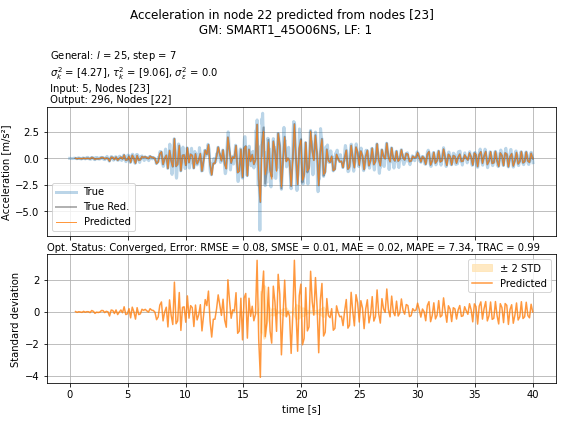 Acceleration in node 22 predicted from nodes [23]
GM: SMART1_45O06NS, LF: 1
General: l = 25, step = 7
σ²ₖ = [4.27], τ²ₖ = [9.06], σ²ε = 0.0
Input: 5, Nodes [23]
Output: 296, Nodes [22]
Acceleration [m/s²]
2.5
0.0
−2.5
−5.0
True
True Red.
Predicted
Opt. Status: Converged, Error: RMSE = 0.08, SMSE = 0.01, MAE = 0.02, MAPE = 7.34, TRAC = 0.99
Standard deviation
2
0
−2
−4
± 2 STD
Predicted
0 5 10 15 20 25 30 35 40
time [s]